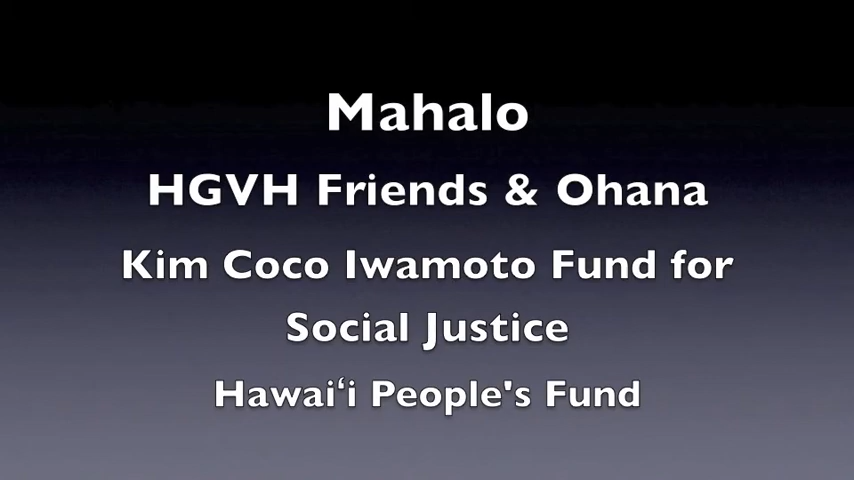 Mahalo
HGVH Friends & Ohana
Kim Coco Iwamoto Fund for
Social Justice
Hawaiʻi People's Fund